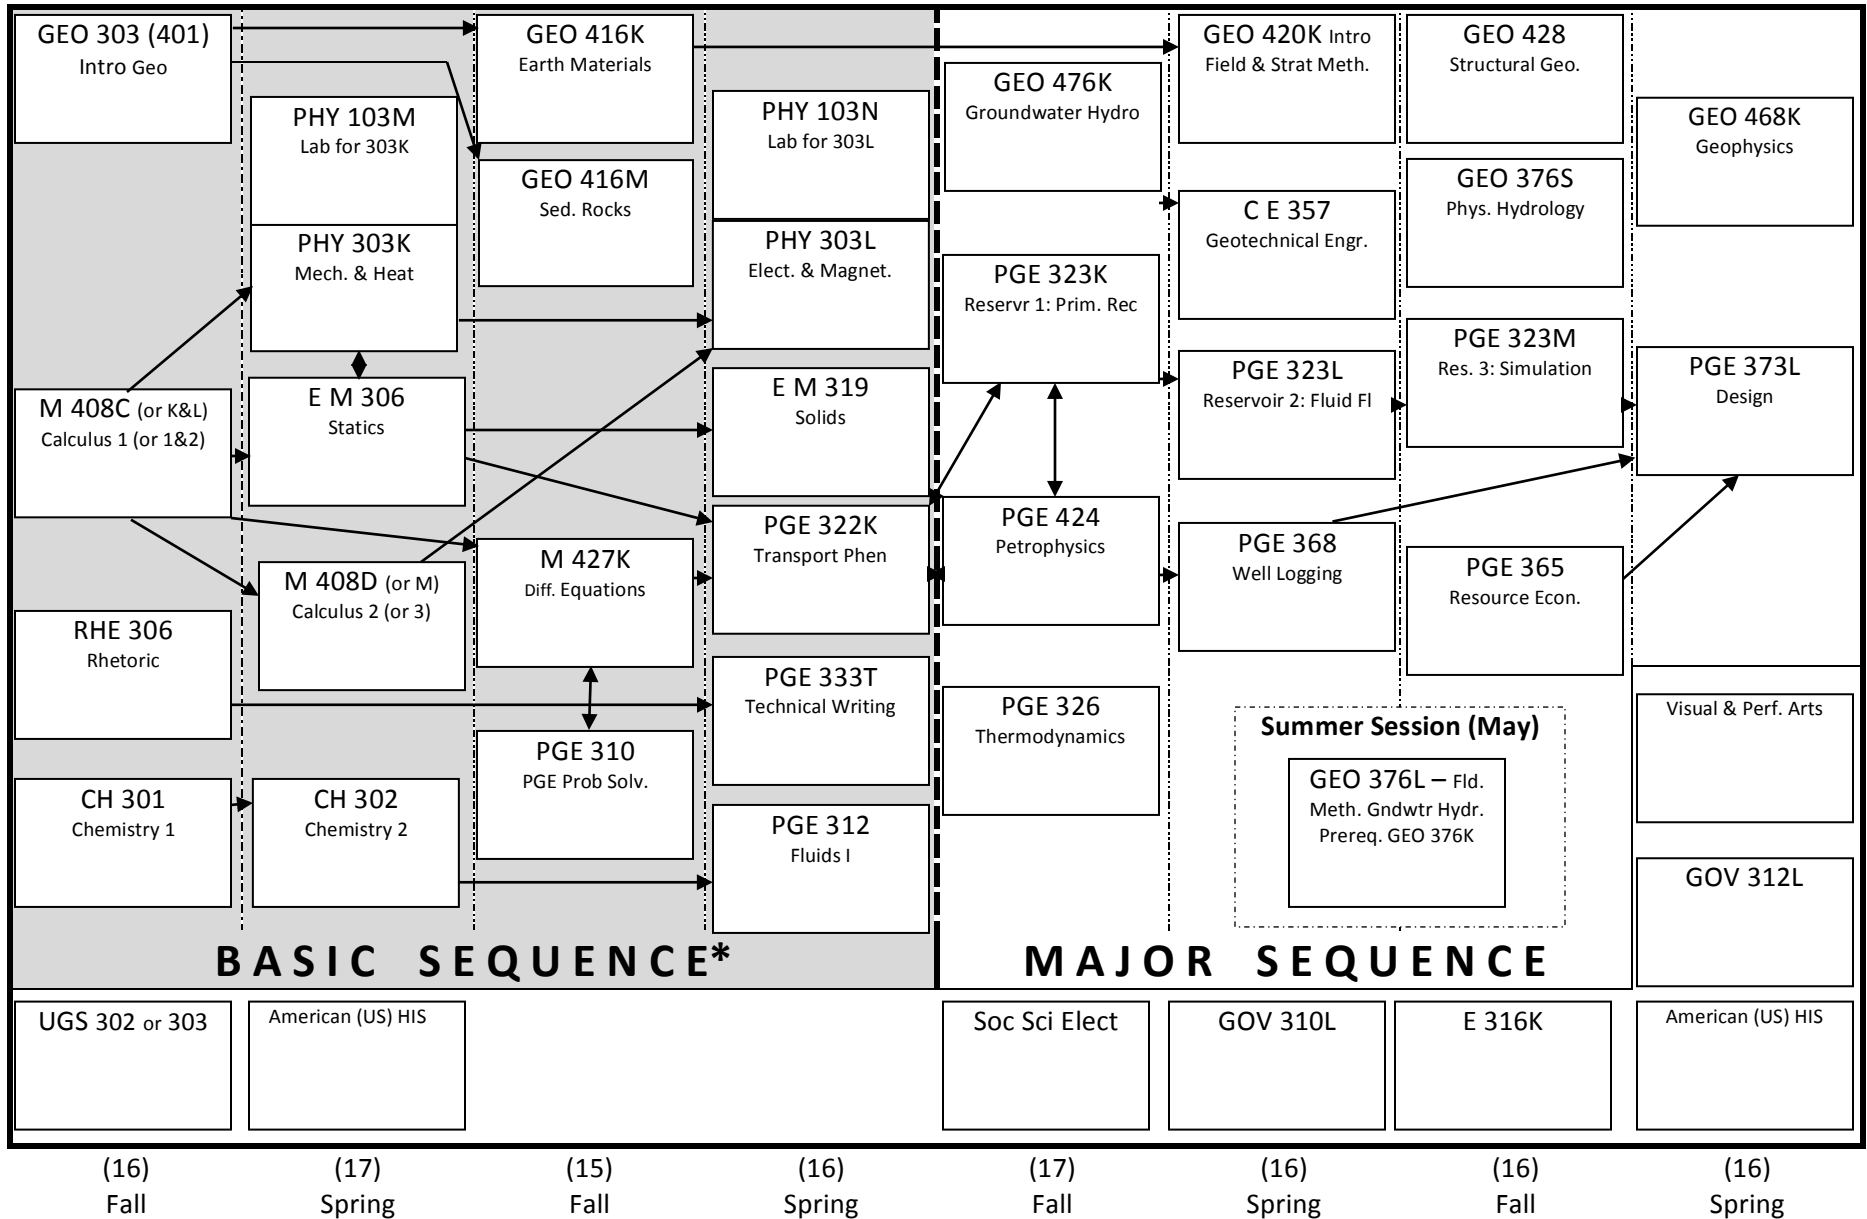 GEO 303 (401)
Intro Geo
M 408C (or K&L)
Calculus 1 (or 1&2)
RHE 306
Rhetoric
CH 301
Chemistry 1
PHY 103M
Lab for 303K
PHY 303K
Mech. & Heat
E M 306
Statics
M 408D (or M)
Calculus 2 (or 3)
CH 302
Chemistry 2
GEO 416K
Earth Materials
GEO 416M
Sed. Rocks
M 427K
Diff. Equations
PGE 310
PGE Prob Solv.
PHY 103N
Lab for 303L
PHY 303L
Elect. & Magnet.
E M 319
Solids
PGE 322K
Transport Phen
PGE 333T
Technical Writing
PGE 312
Fluids I
BASIC SEQUENCE*
GEO 476K
Groundwater Hydro
PGE 323K
Reservr 1: Prim. Rec
PGE 424
Petrophysics
PGE 326
Thermodynamics
GEO 420K Intro
Field & Strat Meth.
C E 357
Geotechnical Engr.
PGE 323L
Reservoir 2: Fluid Fl
PGE 368
Well Logging
GEO 428
Structural Geo.
GEO 376S
Phys. Hydrology
PGE 323M
Res. 3: Simulation
PGE 365
Resource Econ.
Summer Session (May)
GEO 376L – Fld.
Meth. Gndwtr Hydr.
Prereq. GEO 376K
MAJOR SEQUENCE
GEO 468K
Geophysics
PGE 373L
Design
Visual & Perf. Arts
GOV 312L
UGS 302 or 303
American (US) HIS
Soc Sci Elect
GOV 310L
E 316K
American (US) HIS
(16)
Fall
(17)
Spring
(15)
Fall
(16)
Spring
(17)
Fall
(16)
Spring
(16)
Fall
(16)
Spring